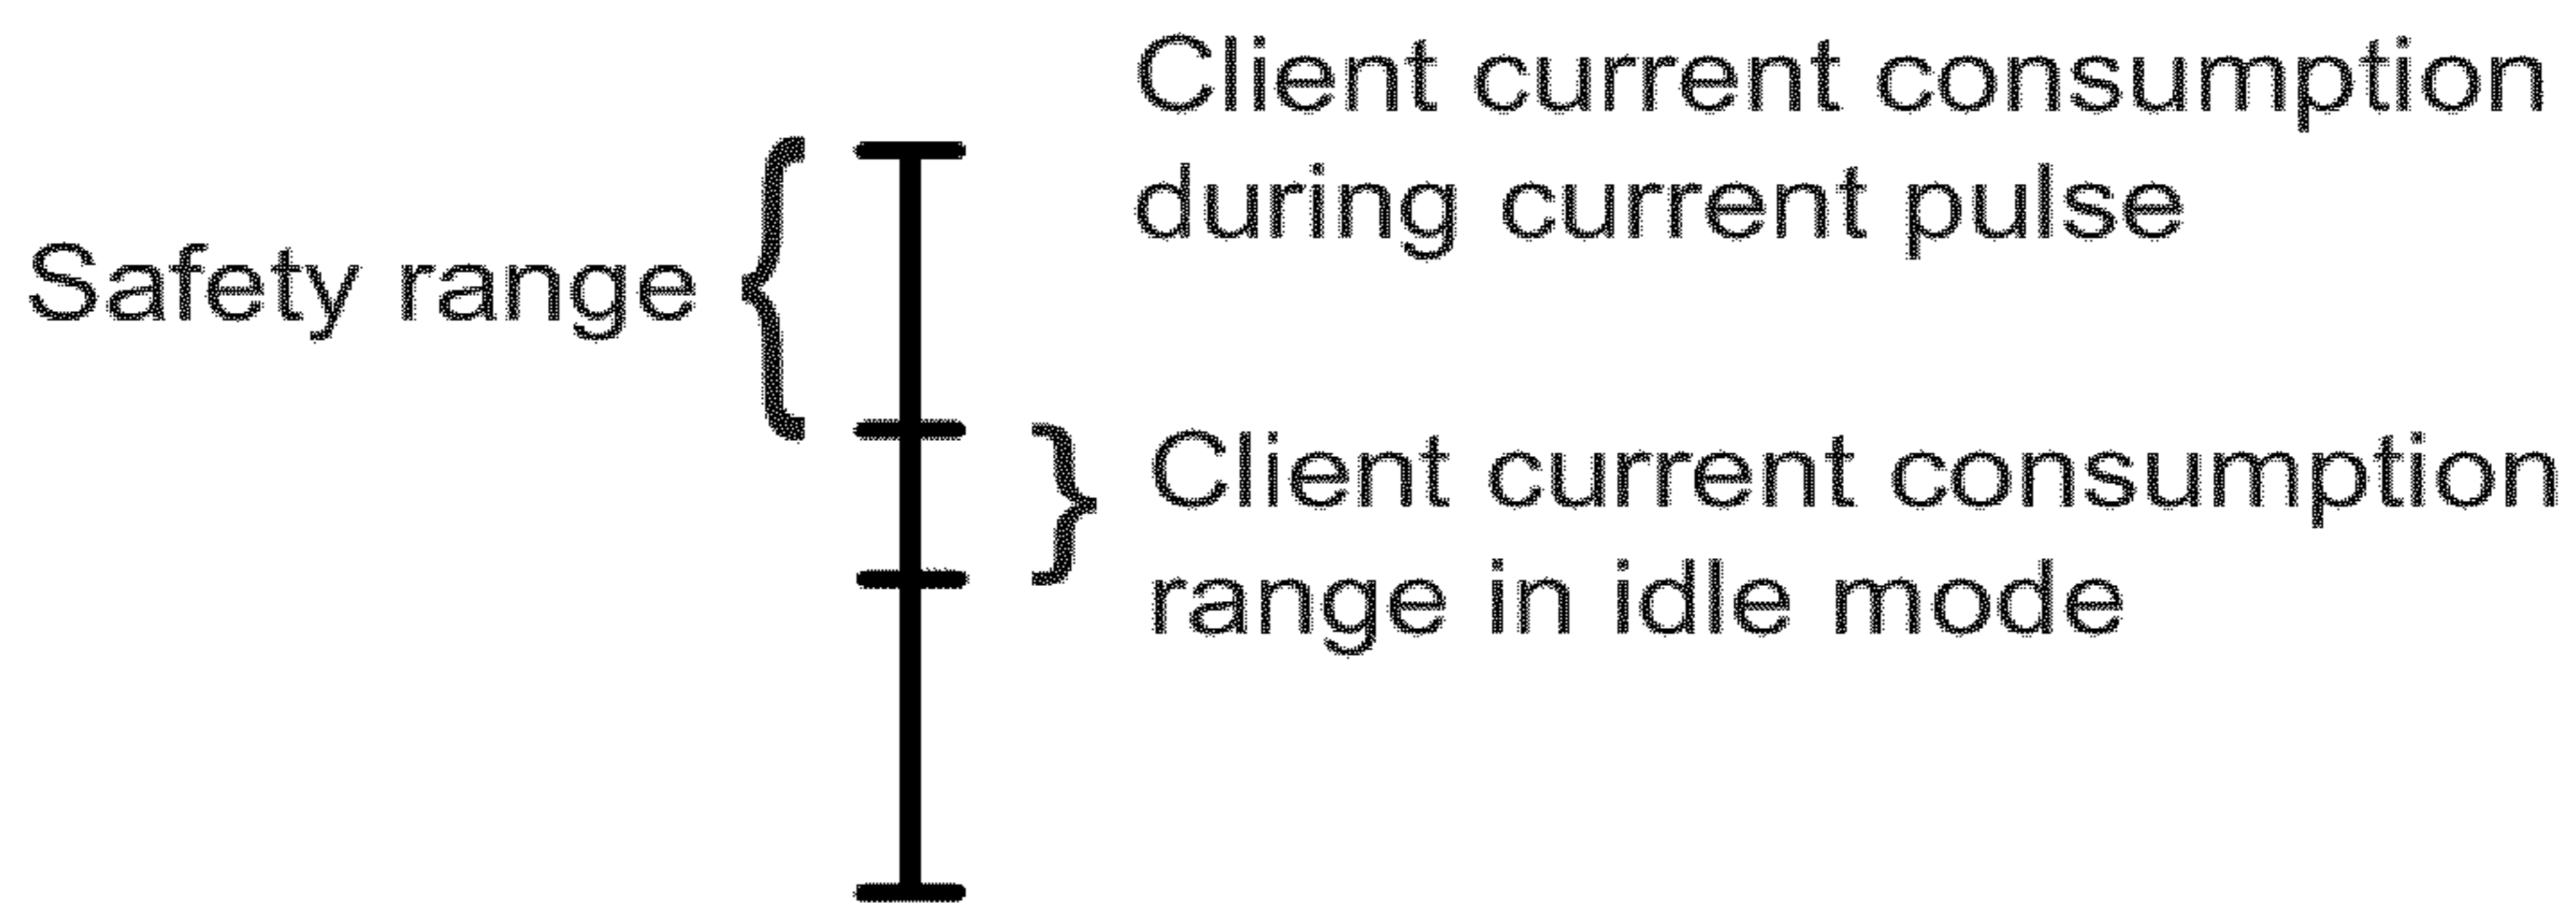 Client current consumption
during current pulse
Safety range
Client current consumption
range in idle mode